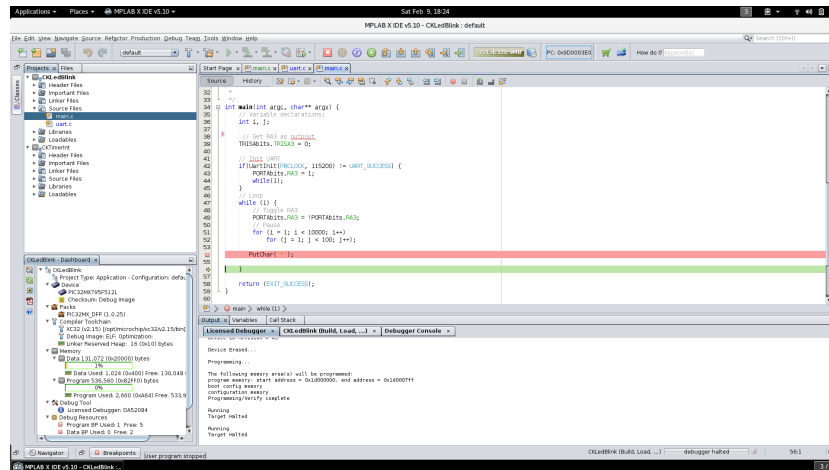 Applications ▾ Places ▾ MPLAB X IDE v5.10 ▾ Sat Feb 9, 18:24
MPLAB X IDE v5.10 - CKLedBlink : default
File Edit View Navigate Source Refactor Production Debug Team Tools Window Help
Search (Ctrl+I)
default
PC: 0x9D0003E0
How do I?
Projects × Files
CKLedBlink
Header Files
Important Files
Linker Files
Source Files
main.c
uart.c
Libraries
Loadables
CKTimerInt
Header Files
Important Files
Linker Files
Source Files
Libraries
Loadables
Classes
Start Page × main.c × uart.c × main.c ×
Source History
32 *
33 */
34 int main(int argc, char** argv) {
35 // Variable declarations;
36 int i, j;
37
38 // Set RA3 as outpout
39 TRISAbits.TRISA3 = 0;
40
41 // Init UART
42 if(UartInit(PBCLOCK, 115200) != UART_SUCCESS) {
43 PORTAbits.RA3 = 1;
44 while(1);
45 }
46 // Loop
47 while (1) {
48 // Toggle RA3
49 PORTAbits.RA3 = !PORTAbits.RA3;
50 // Pause
51 for (i = 1; i < 10000; i++)
52 for (j = 1; j < 100; j++);
53
PutChar('*');
55
}
57
58 return (EXIT_SUCCESS);
59 }
60
main > while (1) >
CKLedBlink - Dashboard ×
CKLedBlink
Project Type: Application - Configuration: defau
Device
PIC32MX795F512L
Checksum: Debug Image
Packs
PIC32MX_DFP (1.0.25)
Compiler Toolchain
XC32 (v2.15) [/opt/microchip/xc32/v2.15/bin]
Debug Image: ELF: Optimization:
Linker Reserved Heap: 16 (0x10) bytes
Memory
Data 131,072 (0x20000) bytes
1%
Data Used: 1,024 (0x400) Free: 130,048
Program 536,560 (0x82FF0) bytes
0%
Program Used: 2,660 (0xA64) Free: 533,9
Debug Tool
Licensed Debugger: DA52084
Debug Resources
Program BP Used: 1 Free: 5
Data BP Used: 0 Free: 2
Output × Variables Call Stack
Licensed Debugger × CKLedBlink (Build, Load, ...) × Debugger Console ×
Device Erased...
Programming...
The following memory area(s) will be programmed:
program memory: start address = 0x1d000000, end address = 0x1d0007ff
boot config memory
configuration memory
Programming/Verify complete
Running
Target Halted
Running
Target Halted
Navigator Breakpoints User program stopped
CKLedBlink (Build, Load, ...) debugger halted 56:1
MPLAB X IDE v5.10 - CKLedBlink :...